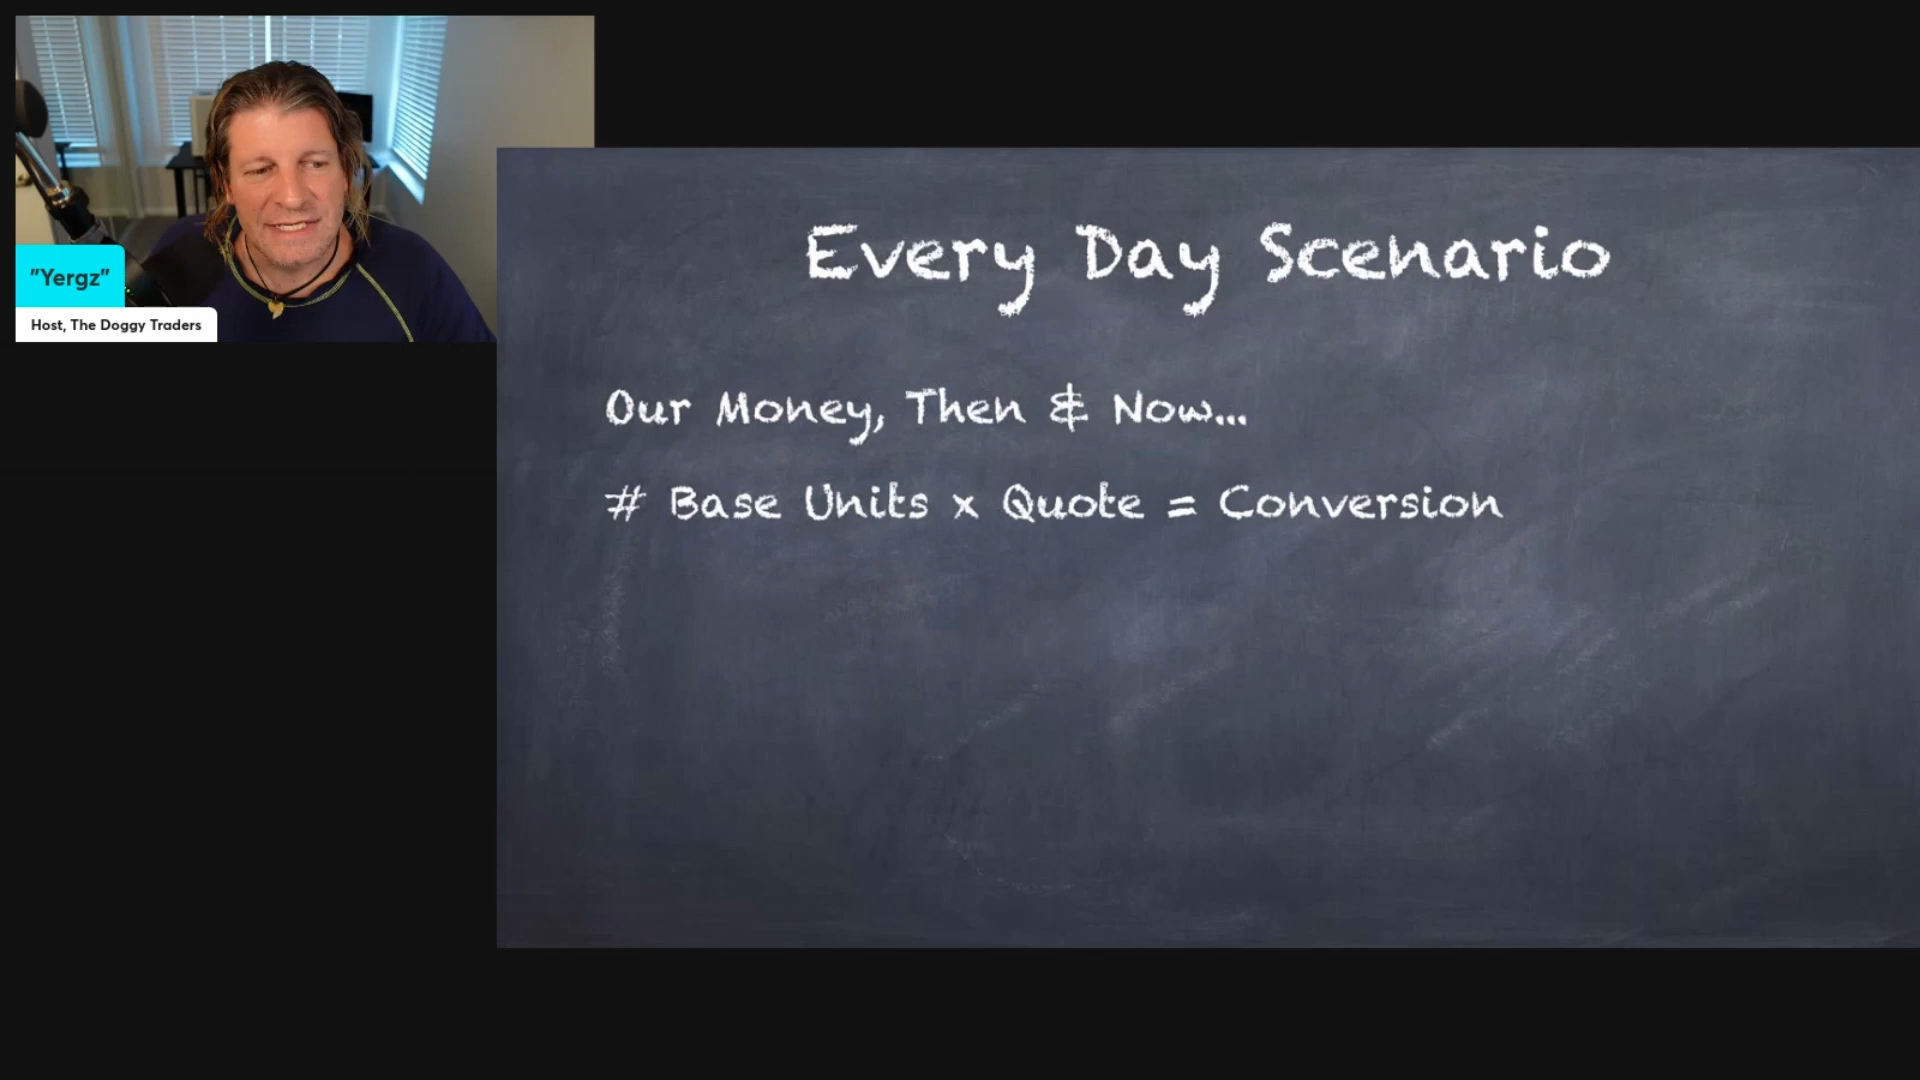 "Yergz"
Host, The Doggy Traders
Every Day Scenario
Our Money, Then & Now...
# Base Units x Quote = Conversion